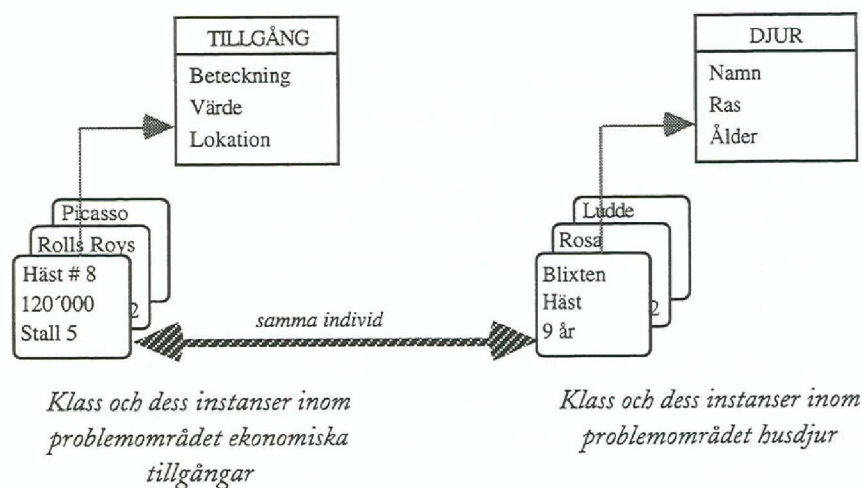 TILLGÅNG
Beteckning
Värde
Lokation
Picasso
Rolls Roys
Häst # 8
120´000
2
Stall 5
samma individ
DJUR
Namn
Ras
Ålder
Ludde
Rosa
Blixten
Häst
2
9 år
Klass och dess instanser inom
problemområdet ekonomiska
tillgångar
Klass och dess instanser inom
problemområdet husdjur